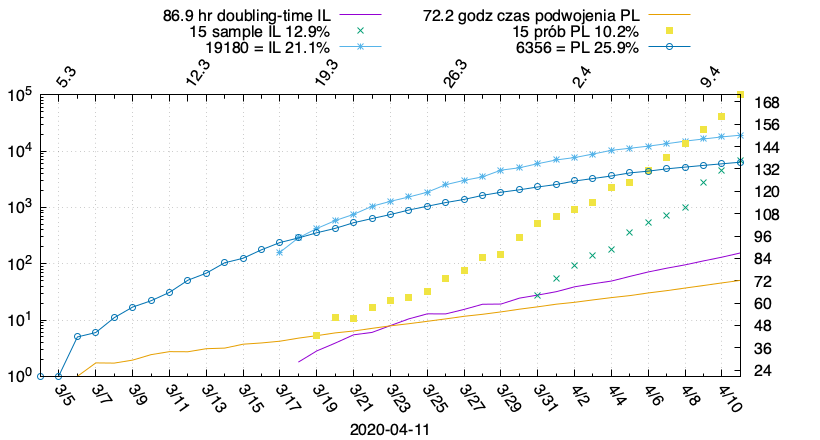 86.9 hr doubling-time IL 72.2 godz czas podwojenia PL
15 sample IL 12.9% 15 prób PL 10.2%
19180 = IL 21.1% 6356 = PL 25.9%
5.3 12.3 19.3 26.3 2.4 9.4
10^5 168
156
10^4 144
132
120
10^3 108
96
10^2 84
72
60
10^1 48
36
10^0 24
3/5 3/7 3/9 3/11 3/13 3/15 3/17 3/19 3/21 3/23 3/25 3/27 3/29 3/31 4/2 4/4 4/6 4/8 4/10
2020-04-11